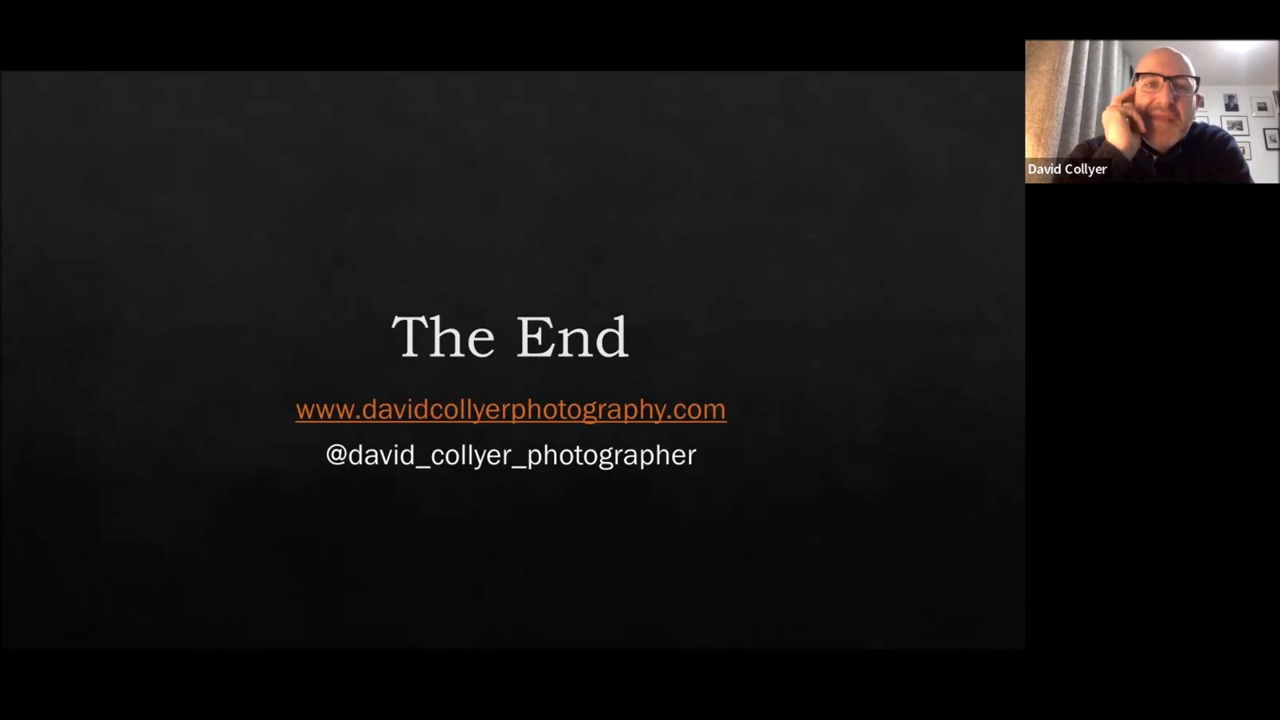 The End
www.davidcollyerphotography.com
@david_collyer_photographer
David Collyer